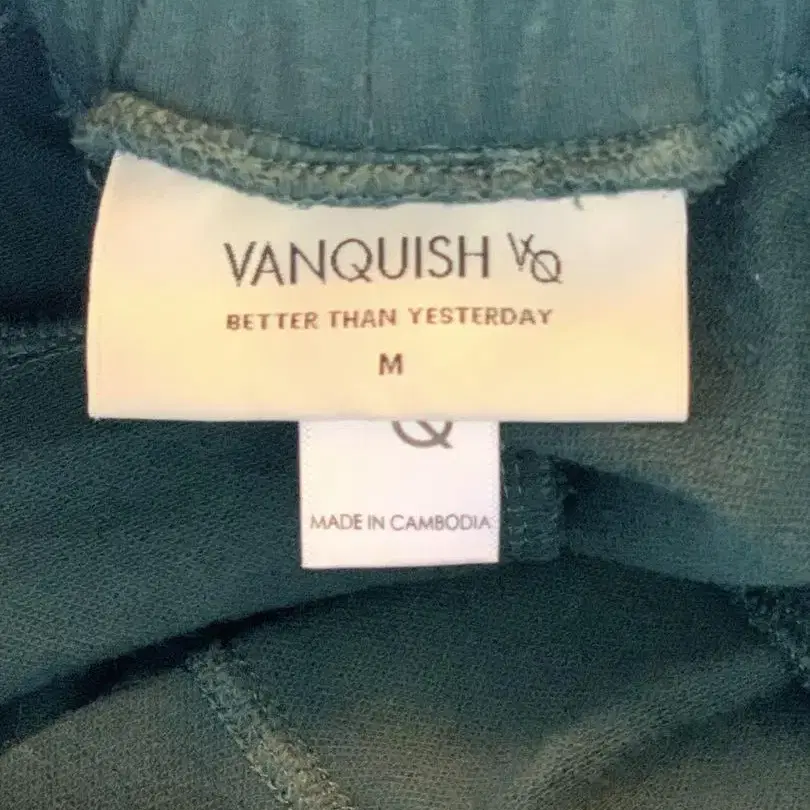 VANQUISH VQ
BETTER THAN YESTERDAY
M
Q
MADE IN CAMBODIA